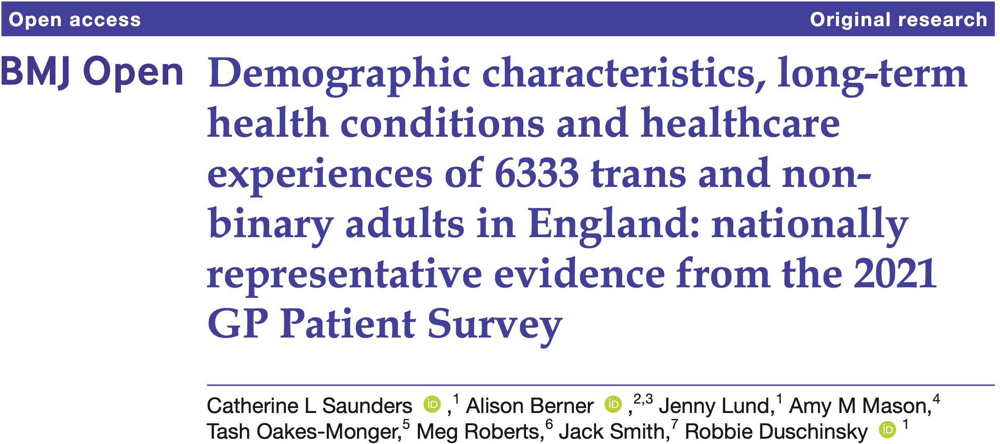 Open access Original research
BMJ Open Demographic characteristics, long-term
health conditions and healthcare
experiences of 6333 trans and non-
binary adults in England: nationally
representative evidence from the 2021
GP Patient Survey
Catherine L Saunders iD ,1 Alison Berner iD ,2,3 Jenny Lund,1 Amy M Mason,4
Tash Oakes-Monger,5 Meg Roberts,6 Jack Smith,7 Robbie Duschinsky iD 1